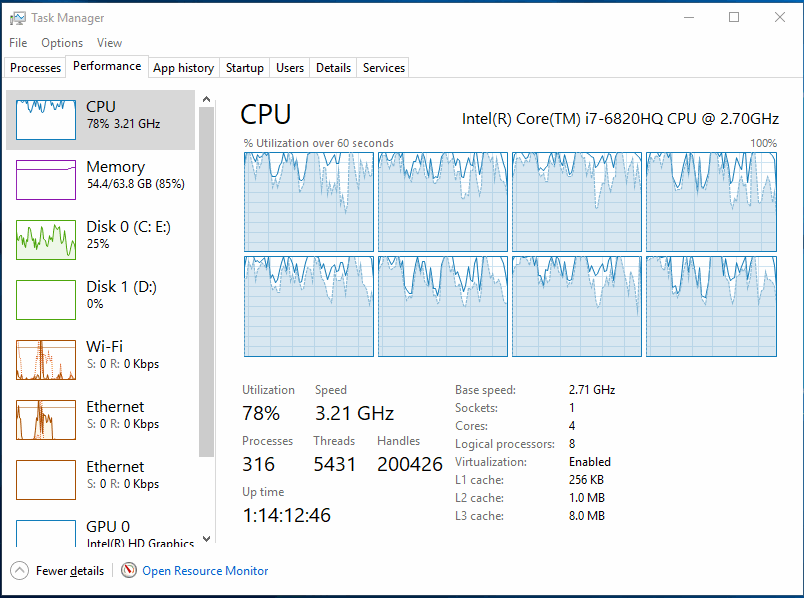 Task Manager
File Options View
Processes Performance App history Startup Users Details Services
CPU
78% 3.21 GHz
Memory
54.4/63.8 GB (85%)
Disk 0 (C: E:)
25%
Disk 1 (D:)
0%
Wi-Fi
S: 0 R: 0 Kbps
Ethernet
S: 0 R: 0 Kbps
Ethernet
S: 0 R: 0 Kbps
GPU 0
Intel(R) HD Graphics
CPU
Intel(R) Core(TM) i7-6820HQ CPU @ 2.70GHz
% Utilization over 60 seconds 100%
Utilization Speed
78% 3.21 GHz
Processes Threads Handles
316 5431 200426
Up time
1:14:12:46
Base speed: 2.71 GHz
Sockets: 1
Cores: 4
Logical processors: 8
Virtualization: Enabled
L1 cache: 256 KB
L2 cache: 1.0 MB
L3 cache: 8.0 MB
Fewer details Open Resource Monitor